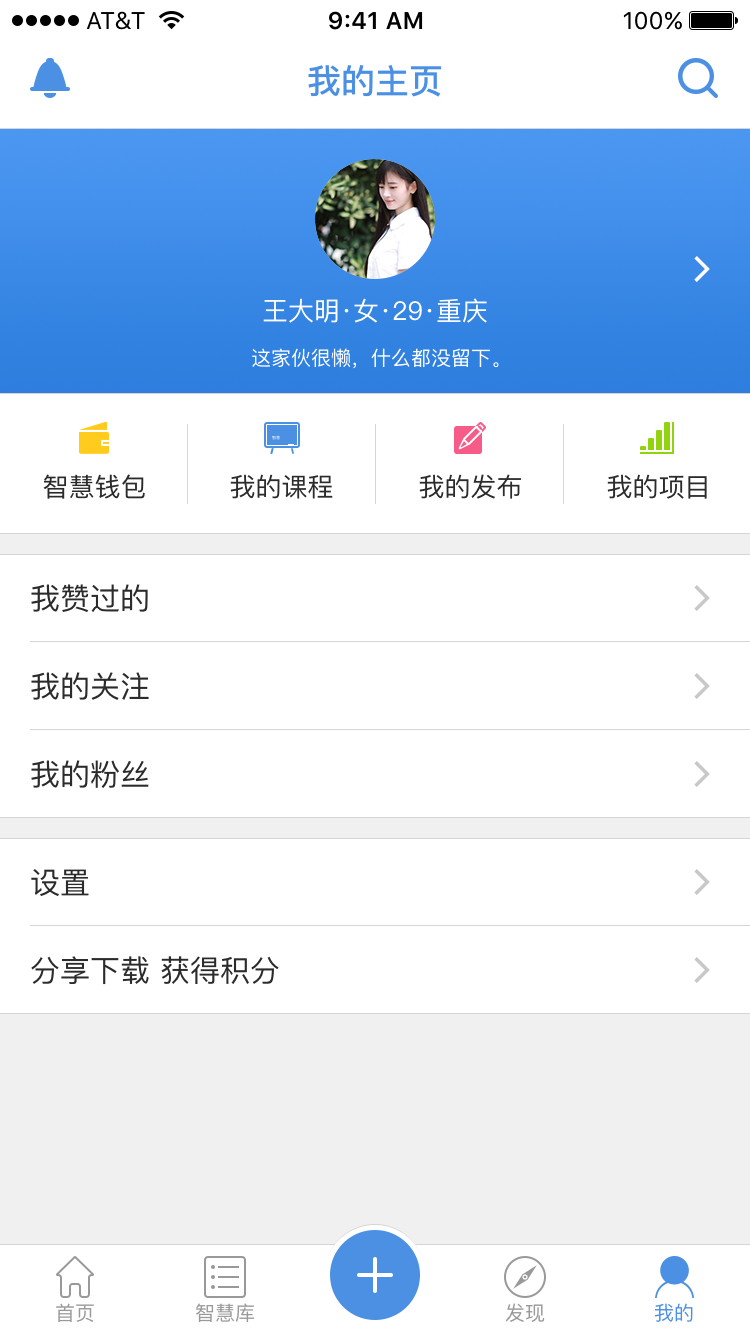 AT&T 9:41 AM 100%
我的主页
王大明·女·29·重庆
这家伙很懒，什么都没留下。
智慧钱包 我的课程 我的发布 我的项目
我赞过的
我的关注
我的粉丝
设置
分享下载 获得积分
首页 智慧库 发现 我的